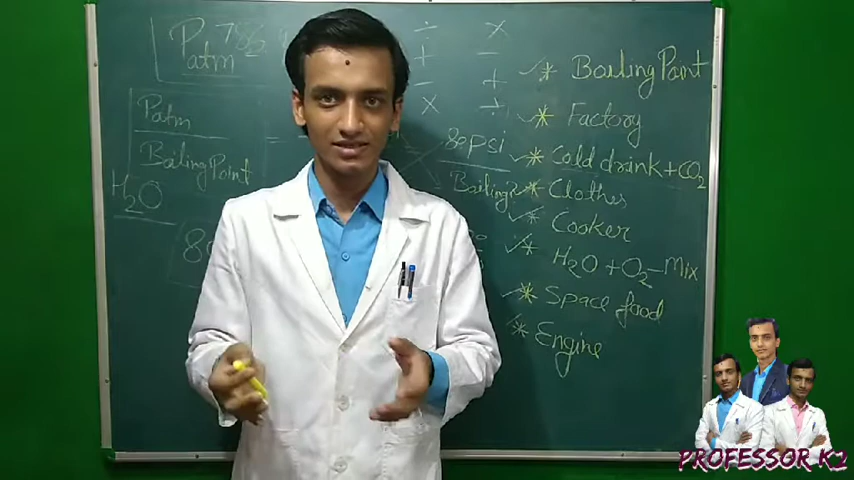 Patm
Patm
Boiling Point
H2O
÷ ×
+ −
− +
× ÷
80psi
Boiling
✓* Boiling Point
✓* Factory
✓* Cold drink + CO2
✓* Clothes
✓* Cooker
✓* H2O + O2 - Mix
✓* Space food
✓* Engine
PROFESSOR K2